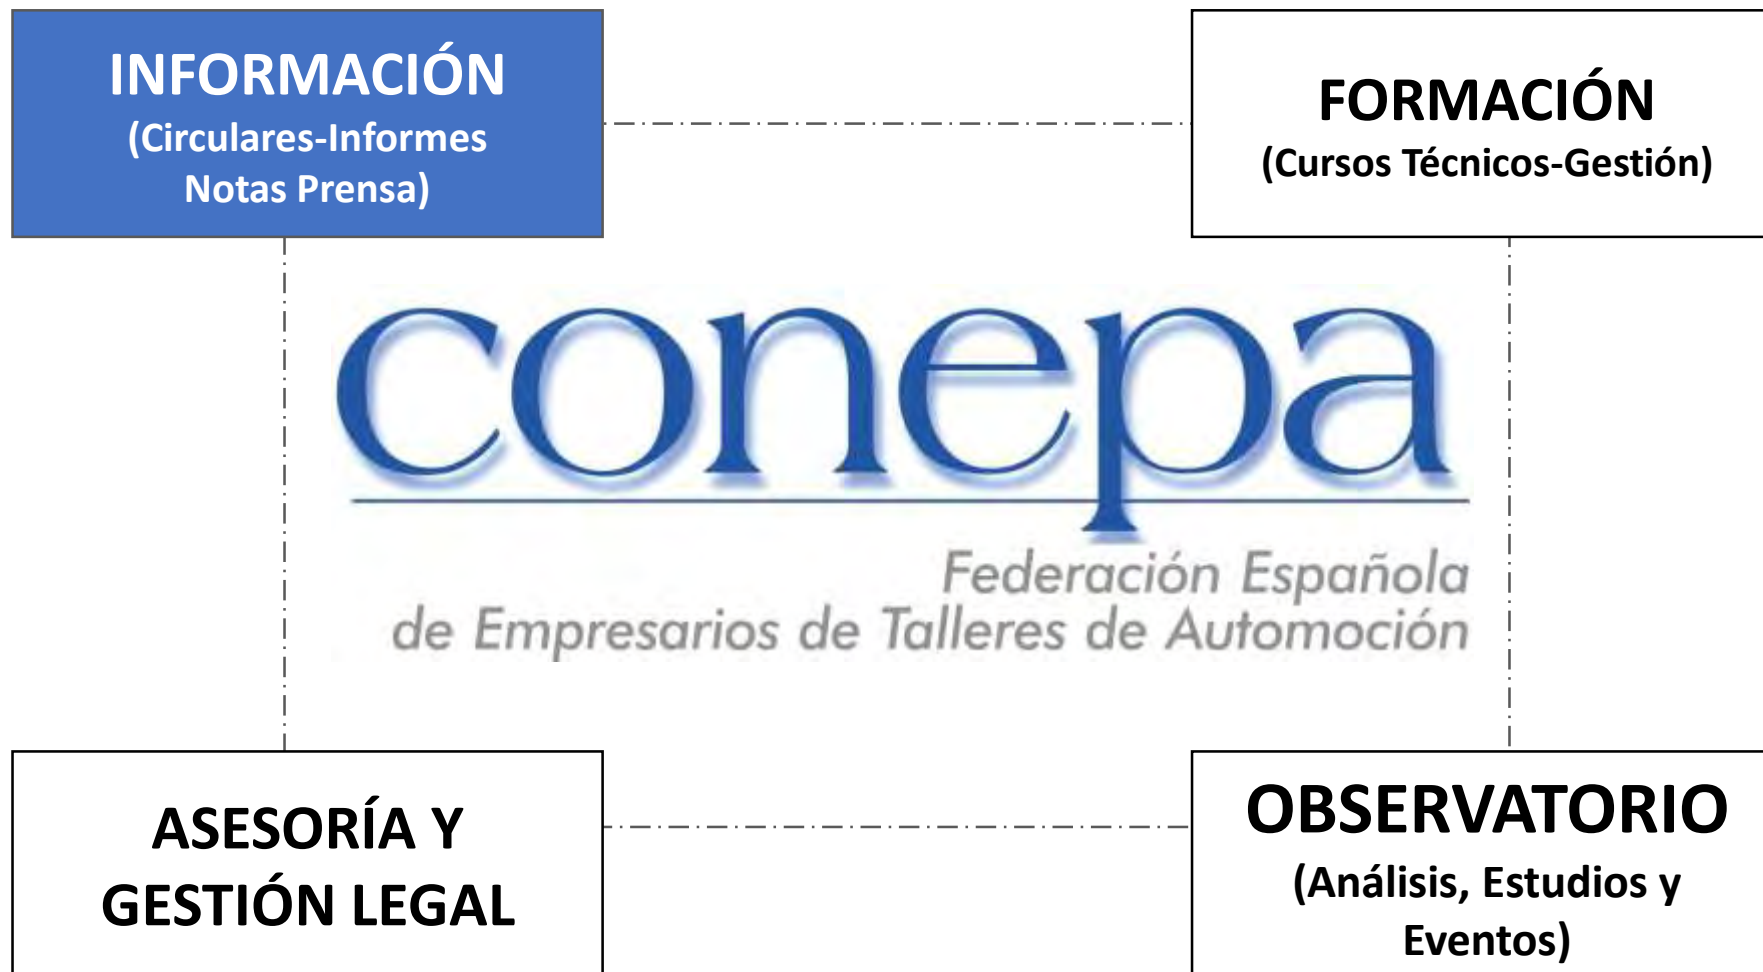 INFORMACIÓN
(Circulares-Informes
Notas Prensa)
FORMACIÓN
(Cursos Técnicos-Gestión)
conepa
Federación Española
de Empresarios de Talleres de Automoción
ASESORÍA Y
GESTIÓN LEGAL
OBSERVATORIO
(Análisis, Estudios y
Eventos)